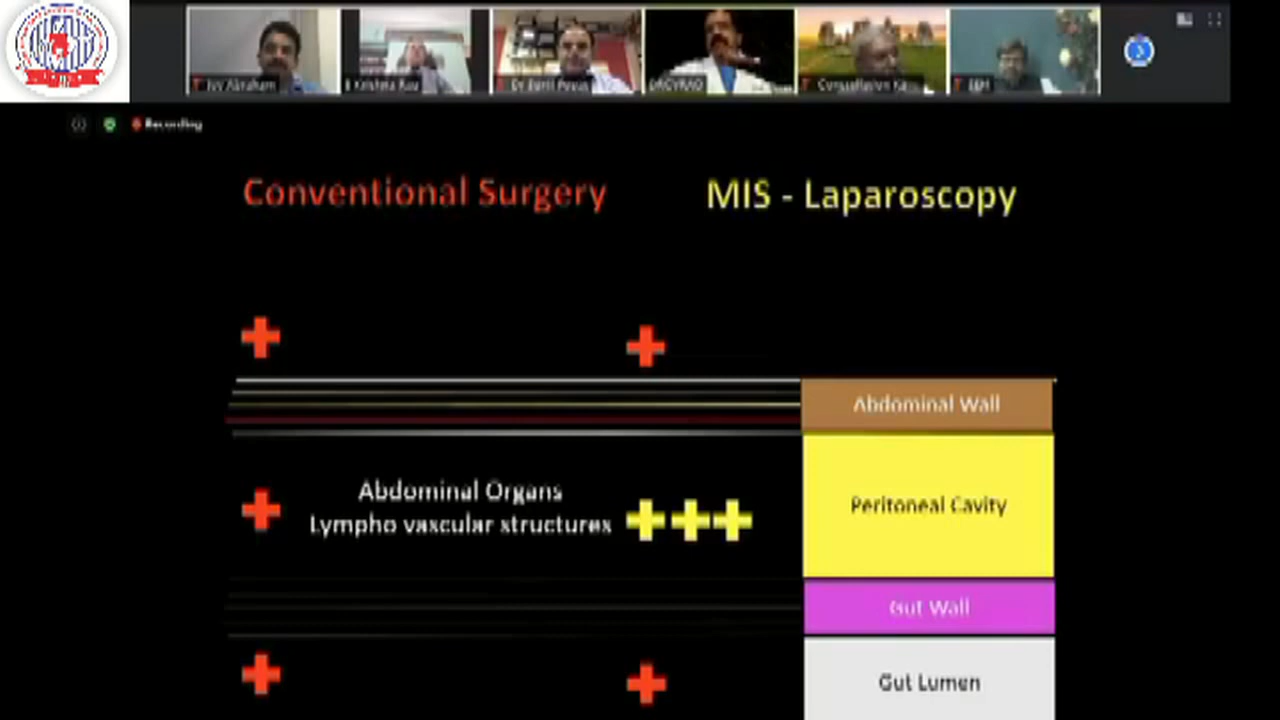 Recording
Conventional Surgery
MIS - Laparoscopy
Abdominal Wall
Abdominal Organs
Lympho vascular structures
Peritoneal Cavity
Gut Wall
Gut Lumen